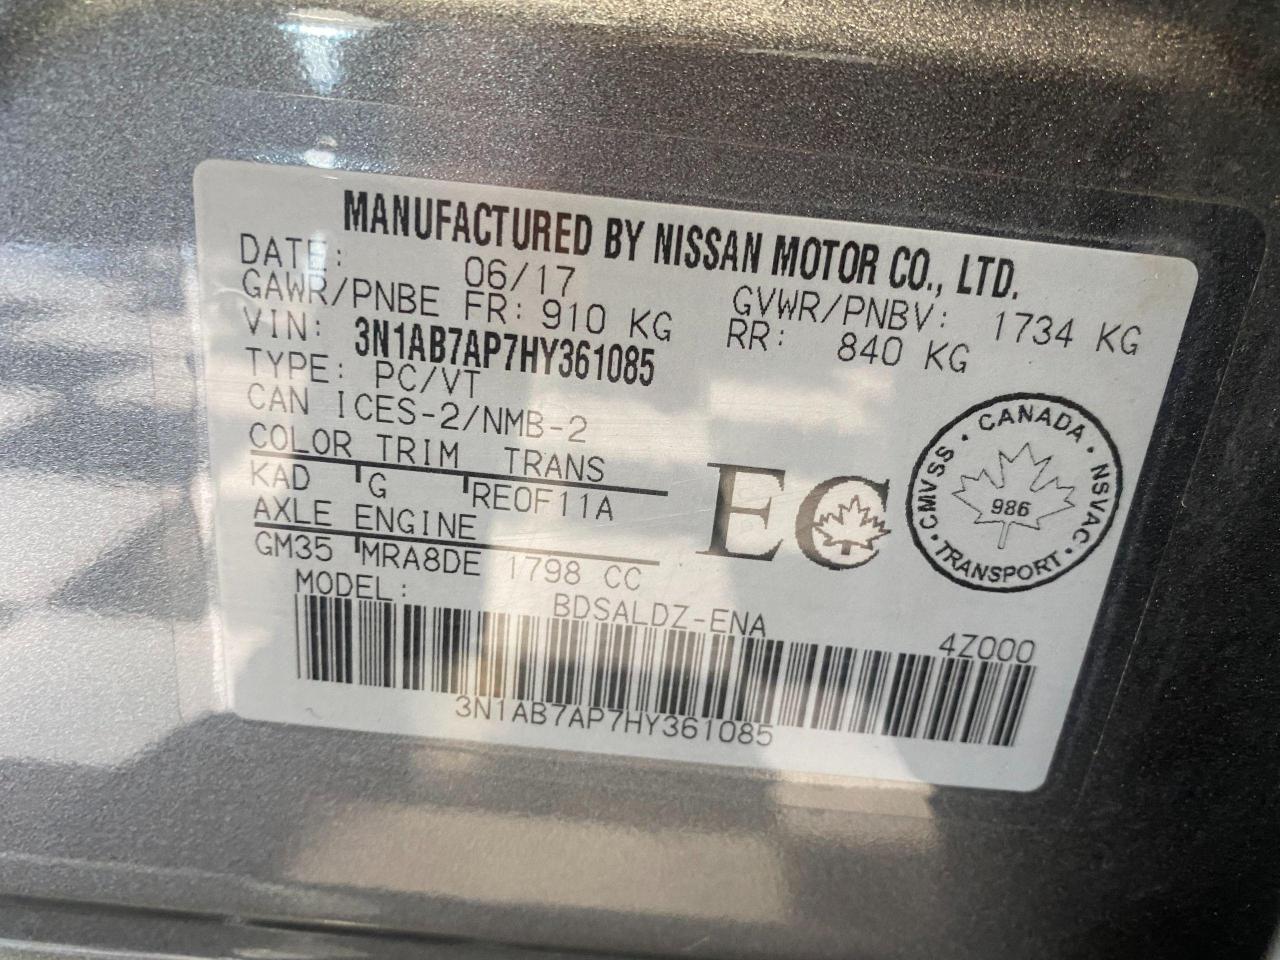 MANUFACTURED BY NISSAN MOTOR CO., LTD.
DATE: 06/17 GVWR/PNBV: 1734 KG
GAWR/PNBE FR: 910 KG RR: 840 KG
VIN: 3N1AB7AP7HY361085
TYPE: PC/VT
CAN ICES-2/NMB-2
COLOR TRIM TRANS
KAD G RE0F11A
AXLE ENGINE
GM35 MRA8DE 1798 CC
MODEL: BDSALDZ-ENA 4Z000
3N1AB7AP7HY361085
EC
CANADA · NSVAC · TRANSPORT · CMVSS ·
986